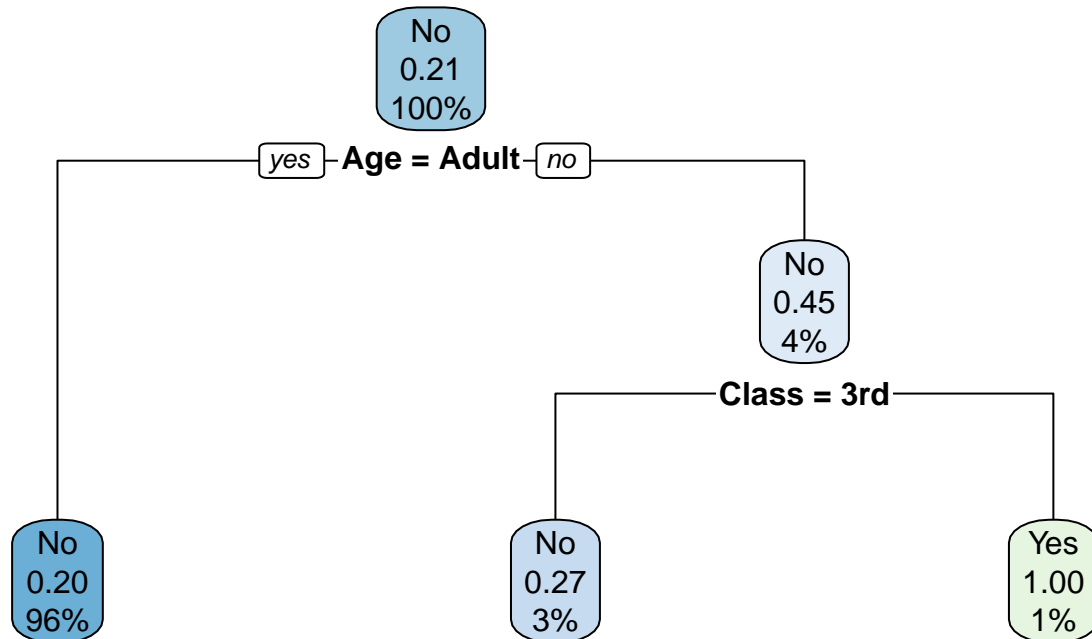 No
0.21
100%
yes Age = Adult no
No
0.45
4%
Class = 3rd
No
0.20
96%
No
0.27
3%
Yes
1.00
1%